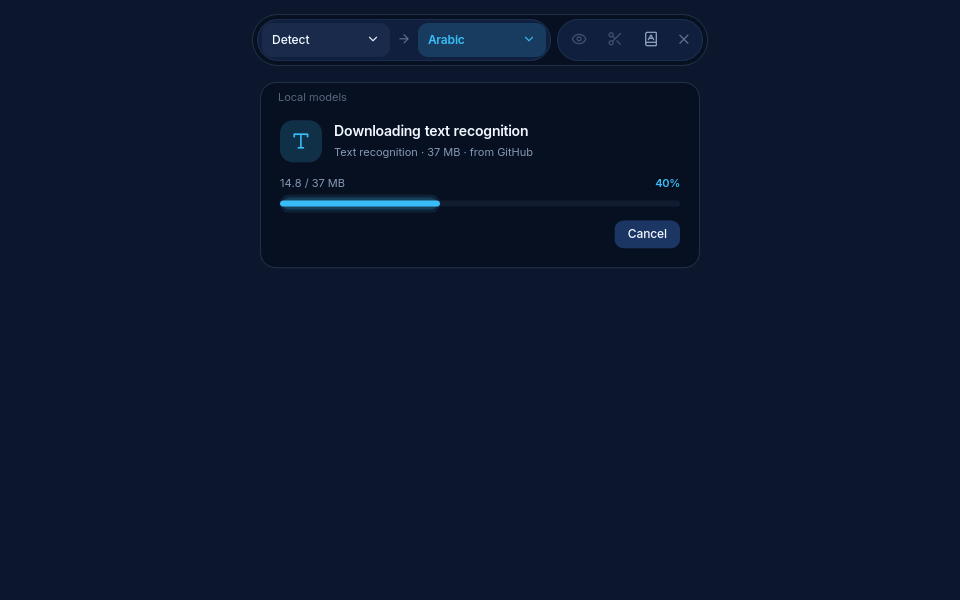 Detect
Arabic
Local models
Downloading text recognition
Text recognition · 37 MB · from GitHub
14.8 / 37 MB
40%
Cancel